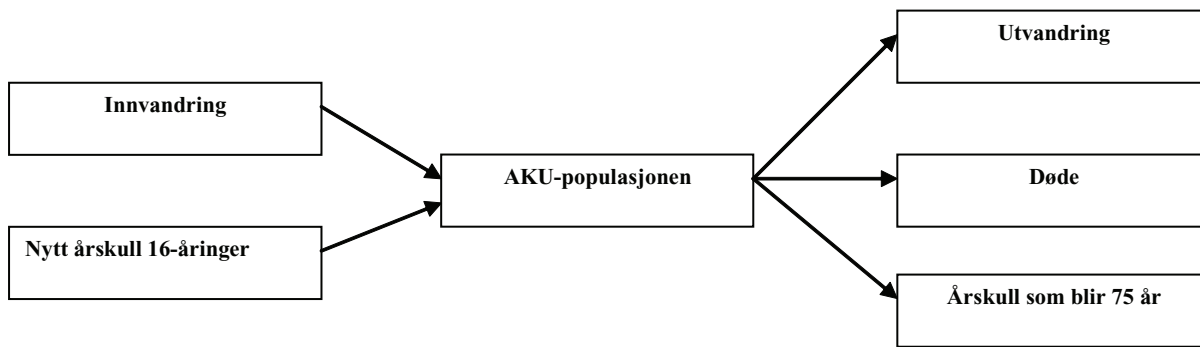 Innvandring
Nytt årskull 16-åringer
AKU-populasjonen
Utvandring
Døde
Årskull som blir 75 år